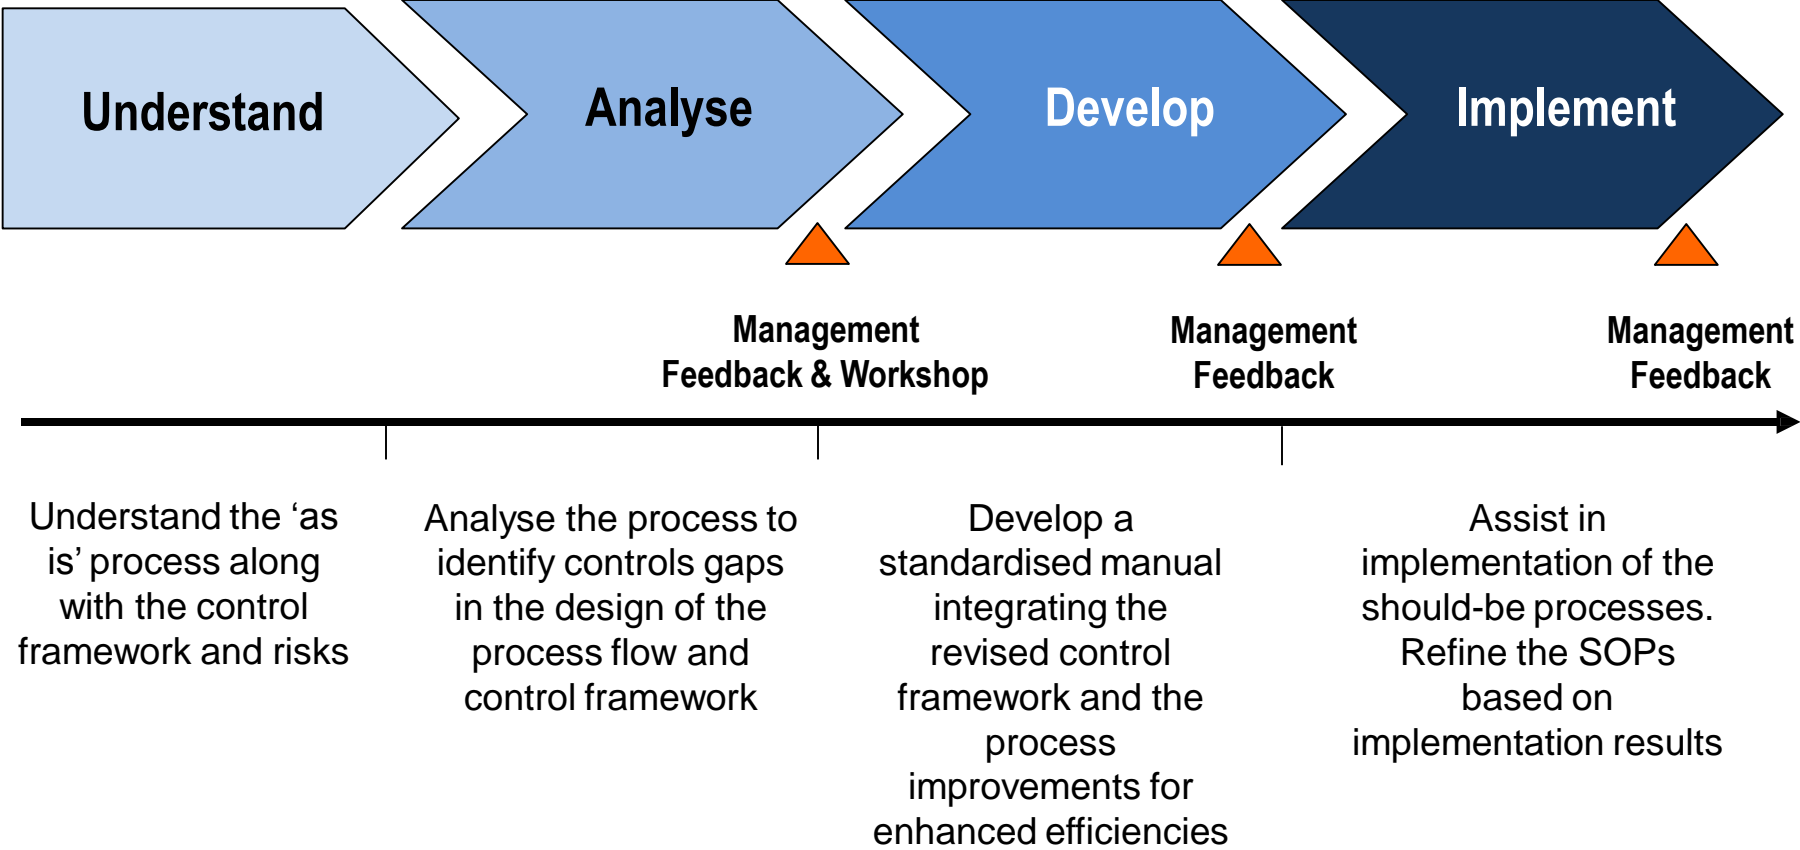 Understand
Analyse
Develop
Implement
Management
Feedback & Workshop
Management
Feedback
Management
Feedback
Understand the ‘as
is’ process along
with the control
framework and risks
Analyse the process to
identify controls gaps
in the design of the
process flow and
control framework
Develop a
standardised manual
integrating the
revised control
framework and the
process
improvements for
enhanced efficiencies
Assist in
implementation of the
should-be processes.
Refine the SOPs
based on
implementation results